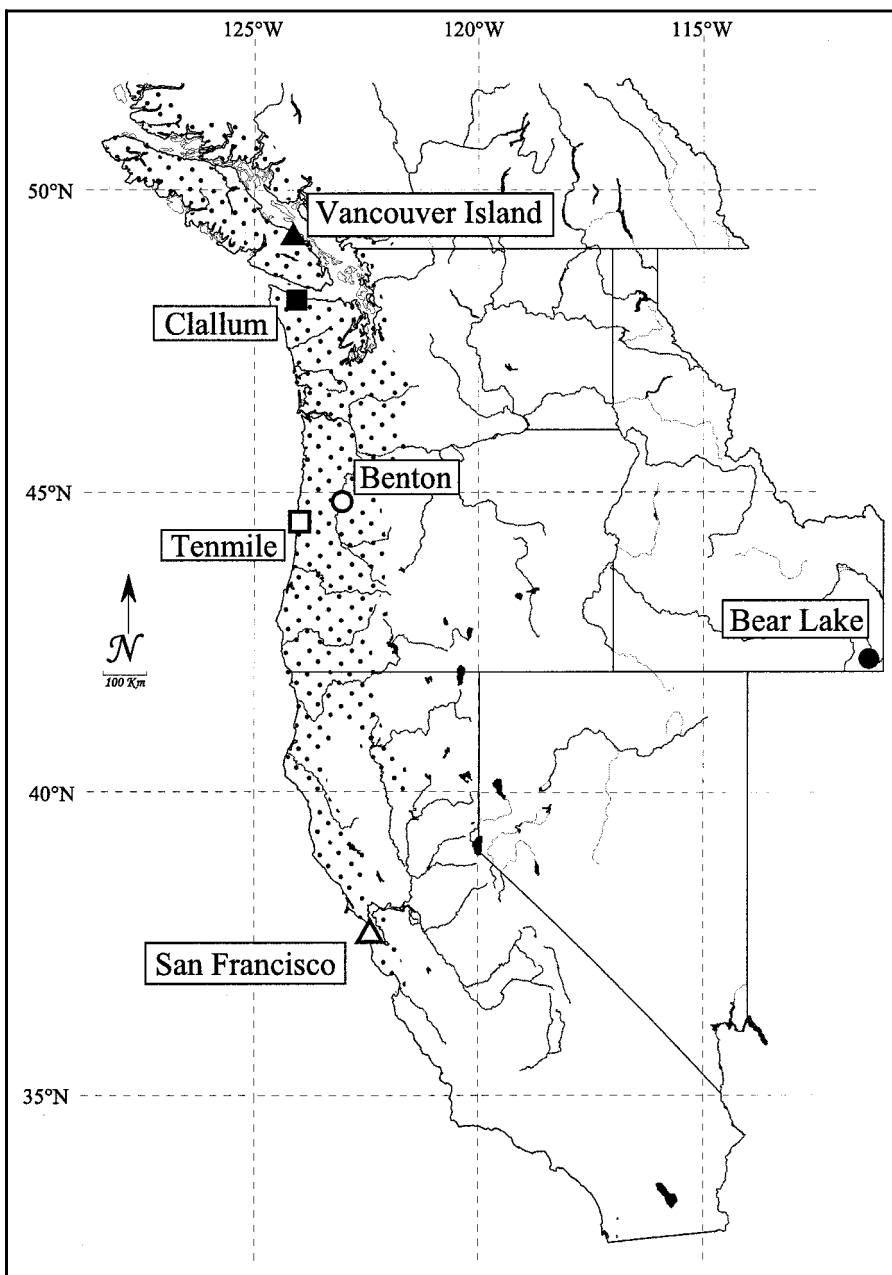 125°W
120°W
115°W
50°N
Vancouver Island
Clallum
Benton
45°N
Tenmile
Bear Lake
N
100 Km
40°N
San Francisco
35°N